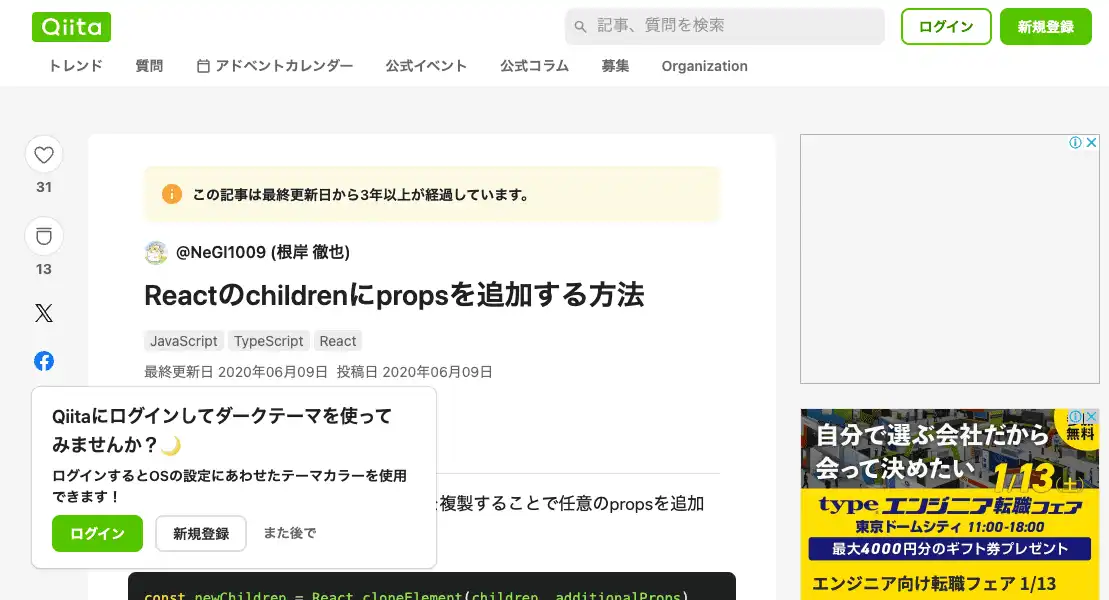 Qiita
記事、質問を検索
ログイン
新規登録
トレンド
質問
アドベントカレンダー
公式イベント
公式コラム
募集
Organization
31
13
この記事は最終更新日から3年以上が経過しています。
@NeGI1009 (根岸 徹也)
Reactのchildrenにpropsを追加する方法
JavaScript
TypeScript
React
最終更新日 2020年06月09日 投稿日 2020年06月09日
Qiitaにログインしてダークテーマを使って
みませんか？🌙
ログインするとOSの設定にあわせたテーマカラーを使用
できます！
ログイン
新規登録
また後で
を複製することで任意のpropsを追加
const newChildren = React.cloneElement(children, additionalProps)
自分で選ぶ会社だから
会って決めたい
無料
1/13(土)
type エンジニア転職フェア
東京ドームシティ 11:00-18:00
最大4000円分のギフト券プレゼント
エンジニア向け転職フェア 1/13